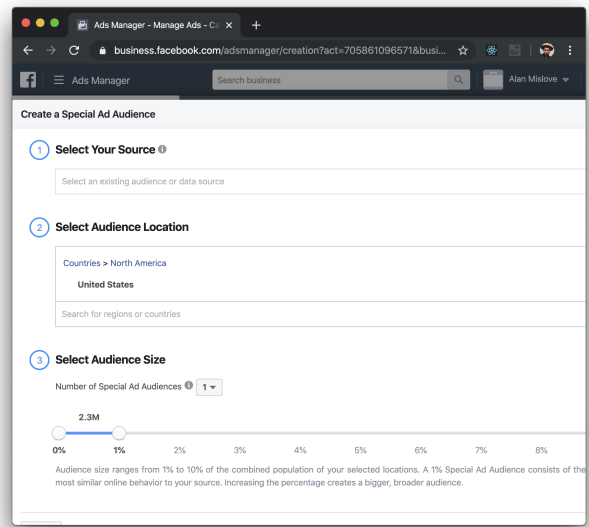 Ads Manager - Manage Ads - Ca
business.facebook.com/adsmanager/creation?act=705861096571&busi...
Ads Manager
Search business
Alan Mislove
Create a Special Ad Audience
1 Select Your Source
Select an existing audience or data source
2 Select Audience Location
Countries > North America
United States
Search for regions or countries
3 Select Audience Size
Number of Special Ad Audiences 1
2.3M
0% 1% 2% 3% 4% 5% 6% 7% 8%
Audience size ranges from 1% to 10% of the combined population of your selected locations. A 1% Special Ad Audience consists of the
most similar online behavior to your source. Increasing the percentage creates a bigger, broader audience.